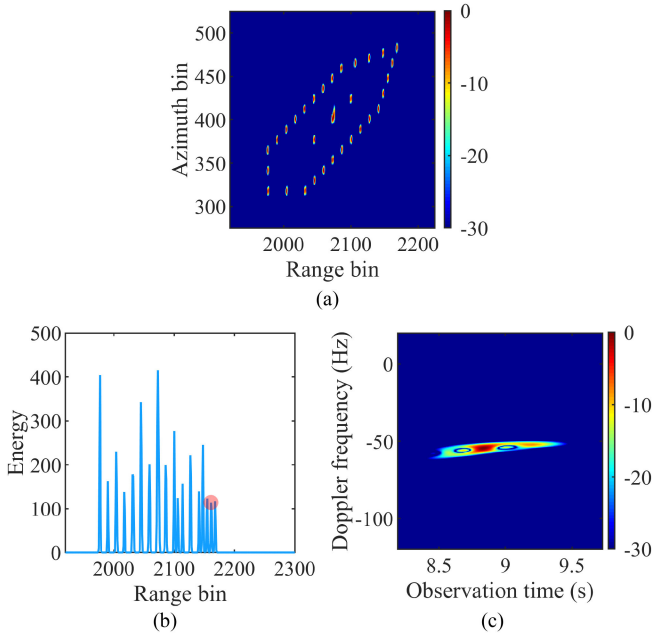 500
450
400
350
300
Azimuth bin
2000 2100 2200
Range bin
0
-10
-20
-30
(a)
500
400
300
200
100
0
Energy
2000 2100 2200 2300
Range bin
(b)
0
-50
-100
Doppler frequency (Hz)
8.5 9 9.5
Observation time (s)
0
-10
-20
-30
(c)